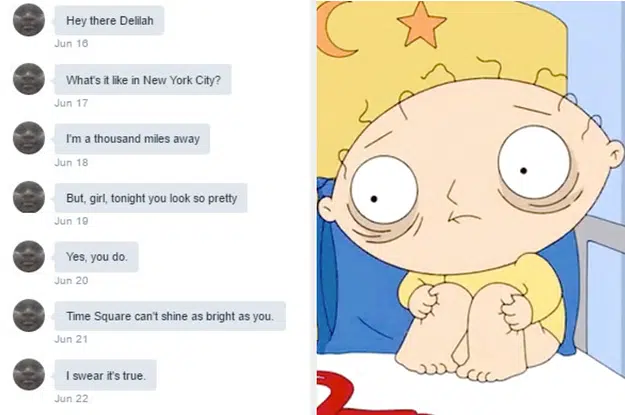 Hey there Delilah
Jun 16
What's it like in New York City?
Jun 17
I'm a thousand miles away
Jun 18
But, girl, tonight you look so pretty
Jun 19
Yes, you do.
Jun 20
Time Square can't shine as bright as you.
Jun 21
I swear it's true.
Jun 22